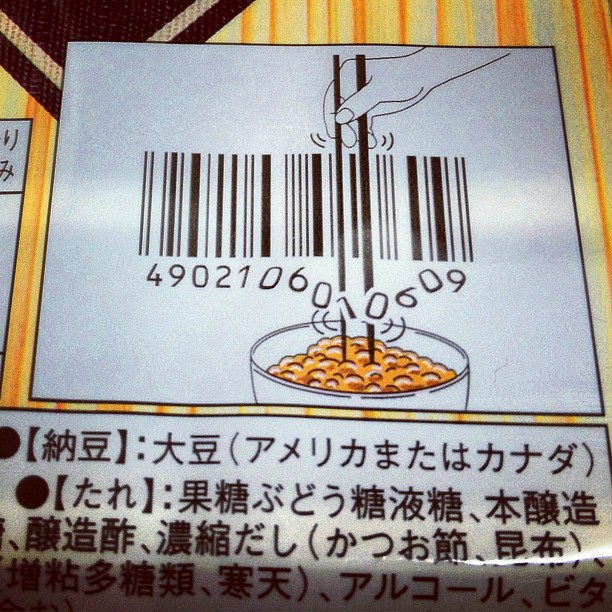 り
み
4902106010609
●【納豆】:大豆(アメリカまたはカナダ)
●【たれ】:果糖ぶどう糖液糖、本醸造
、醸造酢、濃縮だし(かつお節、昆布)、
増粘多糖類、寒天)、アルコール、ビタ